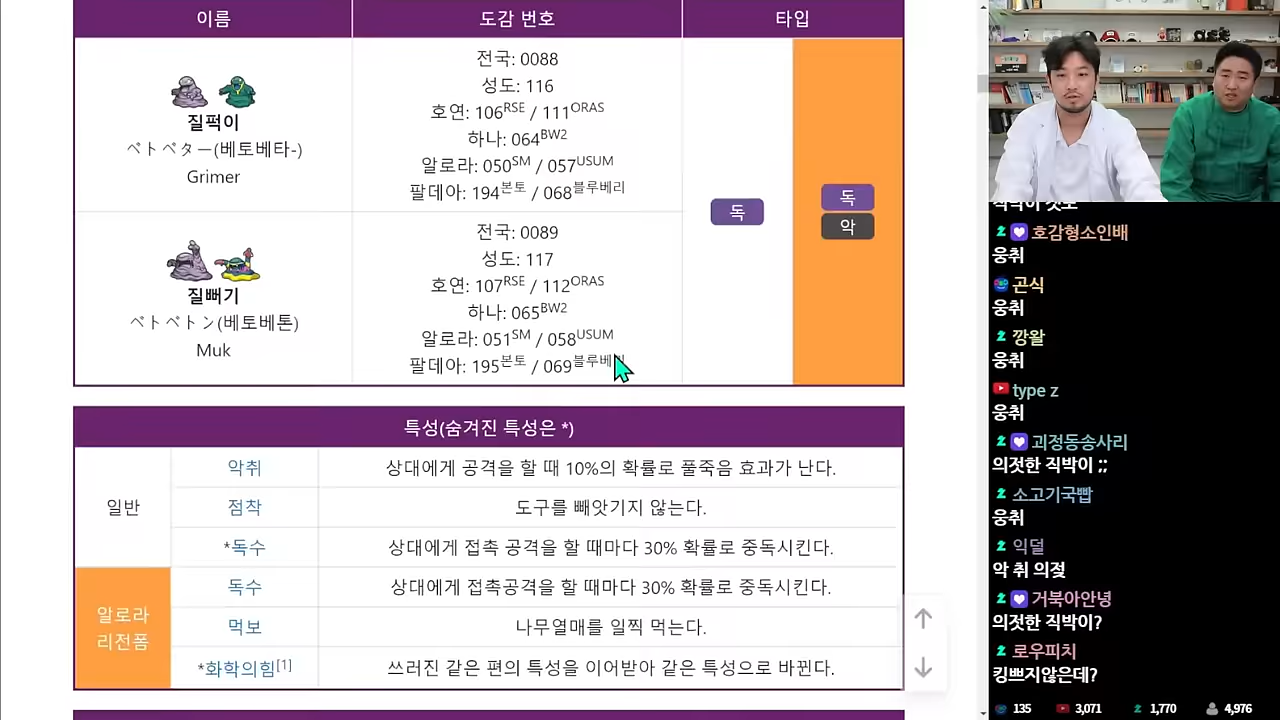 이름
도감 번호
타입
질퍽이
ベトベター(베토베타-)
Grimer
전국: 0088
성도: 116
호연: 106RSE / 111ORAS
하나: 064BW2
알로라: 050SM / 057USUM
팔데아: 194본토 / 068블루베리
질뻐기
ベトベトン(베토베톤)
Muk
전국: 0089
성도: 117
호연: 107RSE / 112ORAS
하나: 065BW2
알로라: 051SM / 058USUM
팔데아: 195본토 / 069블루베리
독
독
악
특성(숨겨진 특성은 *)
일반
악취
상대에게 공격을 할 때 10%의 확률로 풀죽음 효과가 난다.
점착
도구를 빼앗기지 않는다.
*독수
상대에게 접촉 공격을 할 때마다 30% 확률로 중독시킨다.
알로라
리전폼
독수
상대에게 접촉공격을 할 때마다 30% 확률로 중독시킨다.
먹보
나무열매를 일찍 먹는다.
*화학의힘[1]
쓰러진 같은 편의 특성을 이어받아 같은 특성으로 바뀐다.
호감형소인배
웅취
곤식
웅취
깡왈
웅취
type z
웅취
괴정동송사리
의젓한 직박이 ;;
소고기국빱
웅취
익덜
악 취 의젗
거북아안녕
의젓한 직박이?
로우피치
킹쁘지않은데?
135
3,071
1,770
4,976